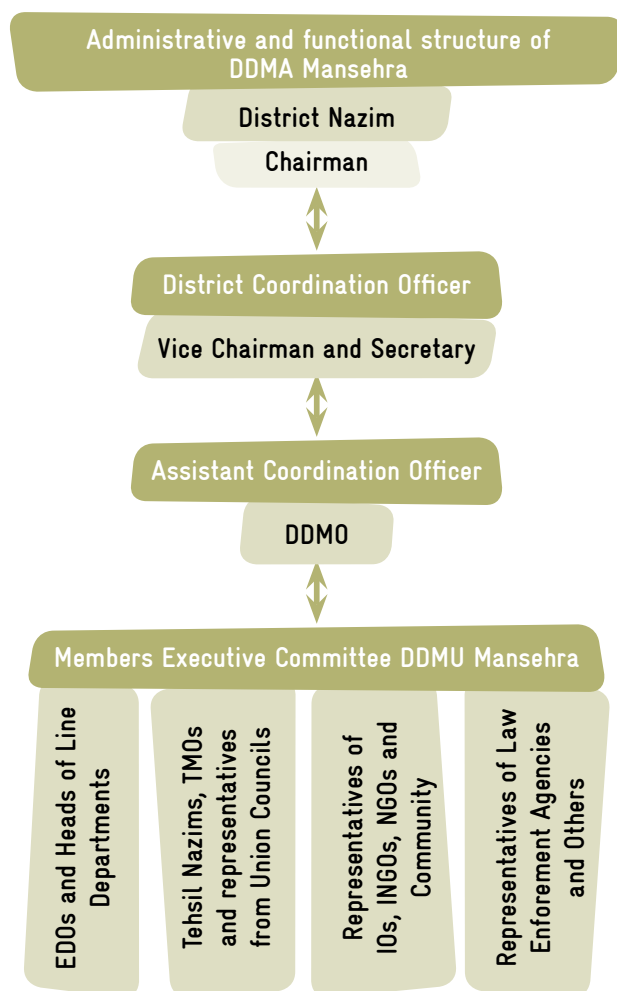 Administrative and functional structure of
DDMA Mansehra
District Nazim
Chairman
District Coordination Officer
Vice Chairman and Secretary
Assistant Coordination Officer
DDMO
Members Executive Committee DDMU Mansehra
EDOs and Heads of Line
Departments
Tehsil Nazims, TMOs
and representatives
from Union Councils
Representatives of
IOs, INGOs, NGOs and
Community
Representatives of Law
Enforement Agencies
and Others